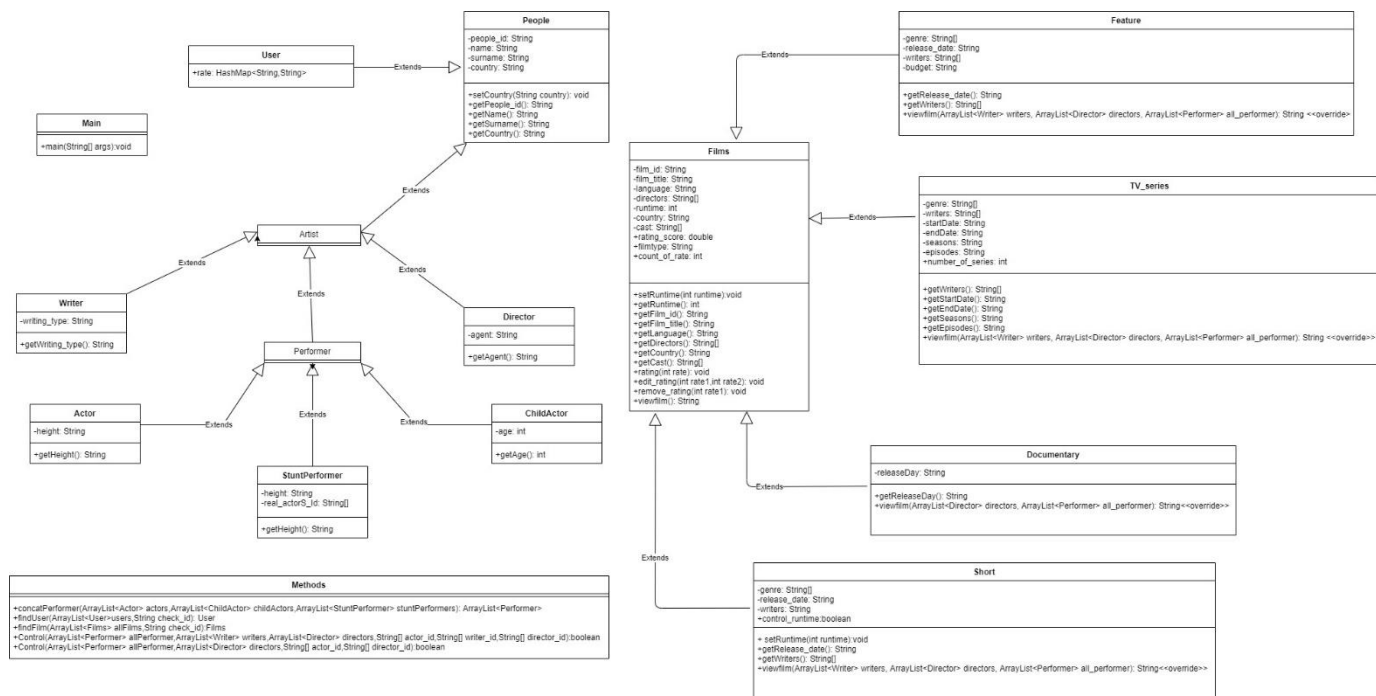 People
-people_id: String
-name: String
-surname: String
-country: String
+setCountry(String country): void
+getPeople_id(): String
+getName(): String
+getSurname(): String
+getCountry(): String
User
+rate: HashMap<String,String>
Extends
Main
+main(String[] args):void
Extends
Artist
Extends
Extends
Extends
Writer
-writing_type: String
+getWriting_type(): String
Director
-agent: String
+getAgent(): String
Performer
Extends
Extends
Extends
Actor
-height: String
+getHeight(): String
ChildActor
-age: int
+getAge(): int
StuntPerformer
-height: String
-real_actorS_Id: String[]
+getHeight(): String
Methods
+concatPerformer(ArrayList<Actor> actors,ArrayList<ChildActor> childActors,ArrayList<StuntPerformer> stuntPerformers): ArrayList<Performer>
+findUser(ArrayList<User>users,String check_id): User
+findFilm(ArrayList<Films> allFilms,String check_id):Films
+Control(ArrayList<Performer> allPerformer,ArrayList<Writer> writers,ArrayList<Director> directors,String[] actor_id,String[] writer_id,String[] director_id):boolean
+Control(ArrayList<Performer> allPerformer,ArrayList<Director> directors,String[] actor_id,String[] director_id):boolean
Films
-film_id: String
-film_title: String
-language: String
-directors: String[]
-runtime: int
-country: String
-cast: String[]
+rating_score: double
+filmtype: String
+count_of_rate: int
+setRuntime(int runtime):void
+getRuntime(): int
+getFilm_id(): String
+getFilm_title(): String
+getLanguage(): String
+getDirectors(): String[]
+getCountry(): String
+getCast(): String[]
+rating(int rate): void
+edit_rating(int rate1,int rate2): void
+remove_rating(int rate1): void
+viewfilm(): String
Extends
Feature
-genre: String[]
-release_date: String
-writers: String[]
-budget: String
+getRelease_date(): String
+getWriters(): String[]
+viewfilm(ArrayList<Writer> writers, ArrayList<Director> directors, ArrayList<Performer> all_performer): String <<override>
Extends
TV_series
-genre: String[]
-writers: String[]
-startDate: String
-endDate: String
-seasons: String
-episodes: String
+number_of_series: int
+getWriters(): String[]
+getStartDate(): String
+getEndDate(): String
+getSeasons(): String
+getEpisodes(): String
+viewfilm(ArrayList<Writer> writers, ArrayList<Director> directors, ArrayList<Performer> all_performer): String <<override>>
Extends
Documentary
-releaseDay: String
+getReleaseDay(): String
+viewfilm(ArrayList<Director> directors, ArrayList<Performer> all_performer): String<<override>>
Extends
Short
-genre: String[]
-release_date: String
-writers: String
+control_runtime:boolean
+ setRuntime(int runtime):void
+getRelease_date(): String
+getWriters(): String[]
+viewfilm(ArrayList<Writer> writers, ArrayList<Director> directors, ArrayList<Performer> all_performer): String<<override>>